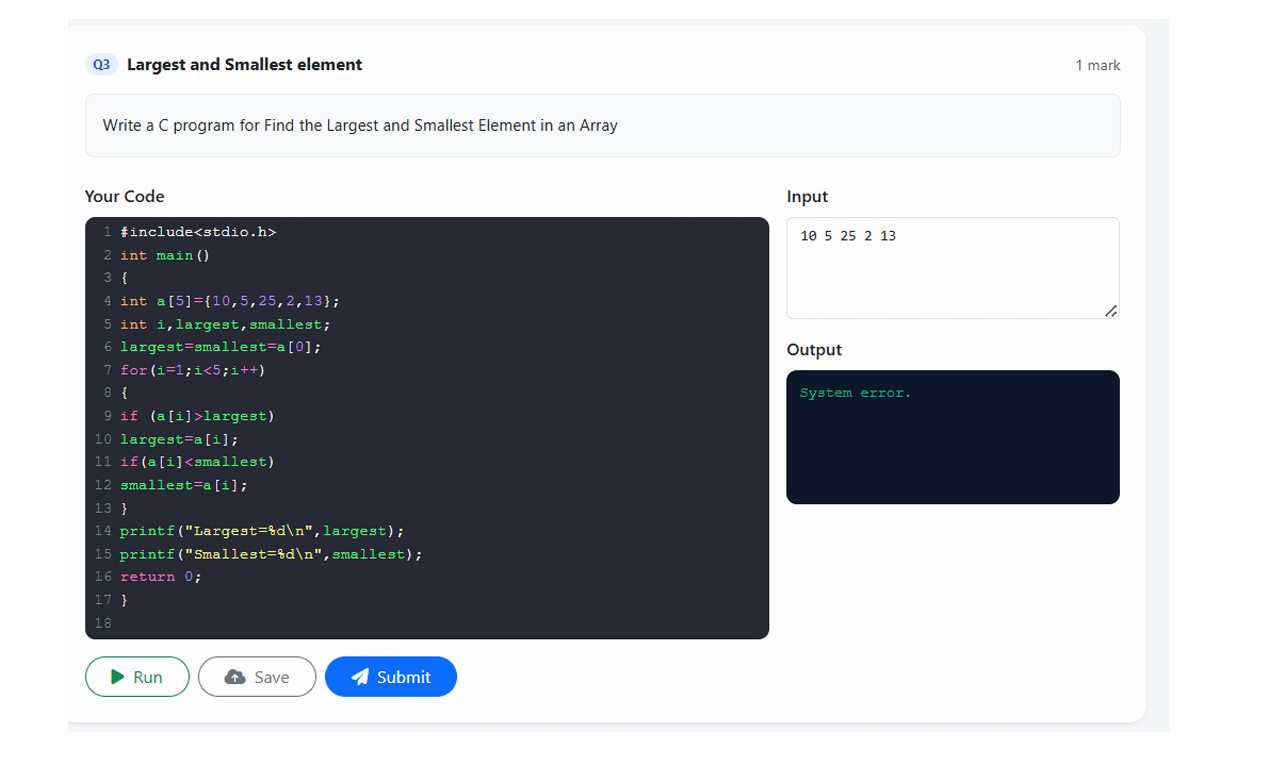 Q3 Largest and Smallest element 1 mark
Write a C program for Find the Largest and Smallest Element in an Array
Your Code
1 #include<stdio.h>
2 int main()
3 {
4 int a[5]={10,5,25,2,13};
5 int i,largest,smallest;
6 largest=smallest=a[0];
7 for(i=1;i<5;i++)
8 {
9 if (a[i]>largest)
10 largest=a[i];
11 if(a[i]<smallest)
12 smallest=a[i];
13 }
14 printf("Largest=%d\n",largest);
15 printf("Smallest=%d\n",smallest);
16 return 0;
17 }
18
Run Save Submit
Input
10 5 25 2 13
Output
System error.